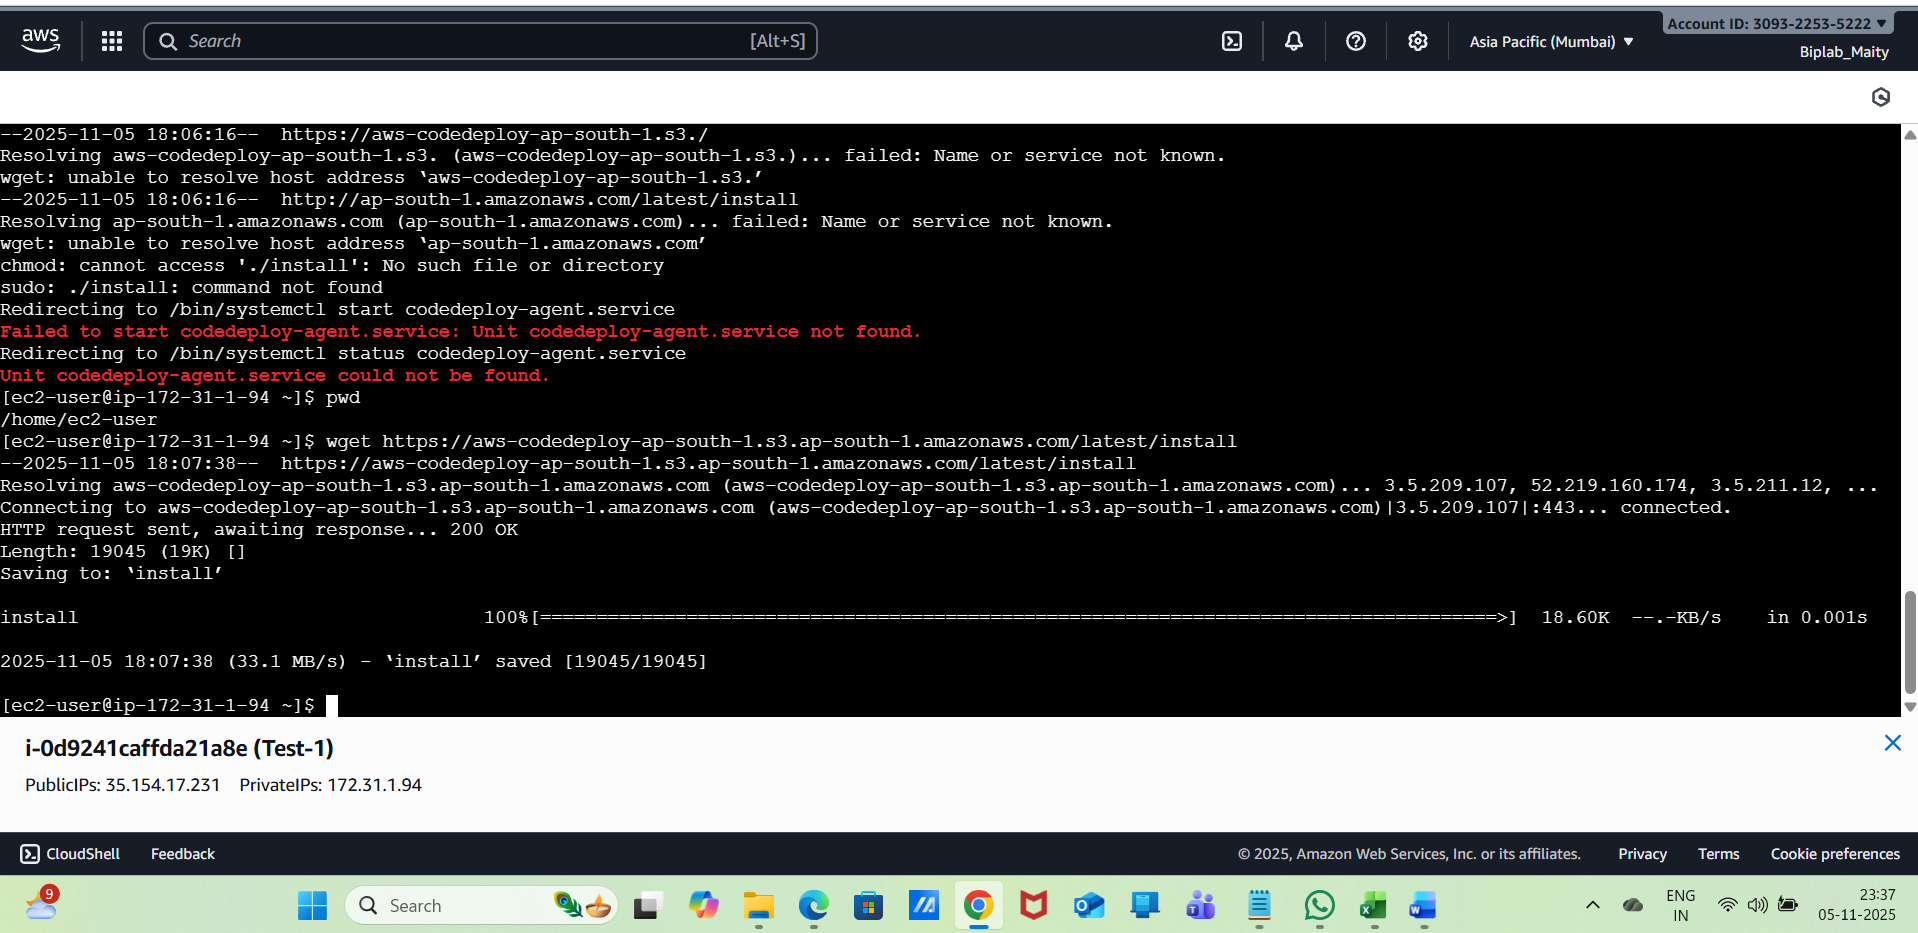 aws
Search
[Alt+S]
Asia Pacific (Mumbai) ▼
Account ID: 3093-2253-5222 ▼
Biplab_Maity
--2025-11-05 18:06:16--  https://aws-codedeploy-ap-south-1.s3./
Resolving aws-codedeploy-ap-south-1.s3. (aws-codedeploy-ap-south-1.s3.)... failed: Name or service not known.
wget: unable to resolve host address ‘aws-codedeploy-ap-south-1.s3.’
--2025-11-05 18:06:16--  http://ap-south-1.amazonaws.com/latest/install
Resolving ap-south-1.amazonaws.com (ap-south-1.amazonaws.com)... failed: Name or service not known.
wget: unable to resolve host address ‘ap-south-1.amazonaws.com’
chmod: cannot access './install': No such file or directory
sudo: ./install: command not found
Redirecting to /bin/systemctl start codedeploy-agent.service
Failed to start codedeploy-agent.service: Unit codedeploy-agent.service not found.
Redirecting to /bin/systemctl status codedeploy-agent.service
Unit codedeploy-agent.service could not be found.
[ec2-user@ip-172-31-1-94 ~]$ pwd
/home/ec2-user
[ec2-user@ip-172-31-1-94 ~]$ wget https://aws-codedeploy-ap-south-1.s3.ap-south-1.amazonaws.com/latest/install
--2025-11-05 18:07:38--  https://aws-codedeploy-ap-south-1.s3.ap-south-1.amazonaws.com/latest/install
Resolving aws-codedeploy-ap-south-1.s3.ap-south-1.amazonaws.com (aws-codedeploy-ap-south-1.s3.ap-south-1.amazonaws.com)... 3.5.209.107, 52.219.160.174, 3.5.211.12, ...
Connecting to aws-codedeploy-ap-south-1.s3.ap-south-1.amazonaws.com (aws-codedeploy-ap-south-1.s3.ap-south-1.amazonaws.com)|3.5.209.107|:443... connected.
HTTP request sent, awaiting response... 200 OK
Length: 19045 (19K) []
Saving to: ‘install’
install 100%[=====================================================================================>] 18.60K --.-KB/s in 0.001s
2025-11-05 18:07:38 (33.1 MB/s) - ‘install’ saved [19045/19045]
[ec2-user@ip-172-31-1-94 ~]$
i-0d9241caffda21a8e (Test-1)
PublicIPs: 35.154.17.231 PrivateIPs: 172.31.1.94
CloudShell Feedback © 2025, Amazon Web Services, Inc. or its affiliates. Privacy Terms Cookie preferences
9
Search
ENG
IN
23:37
05-11-2025